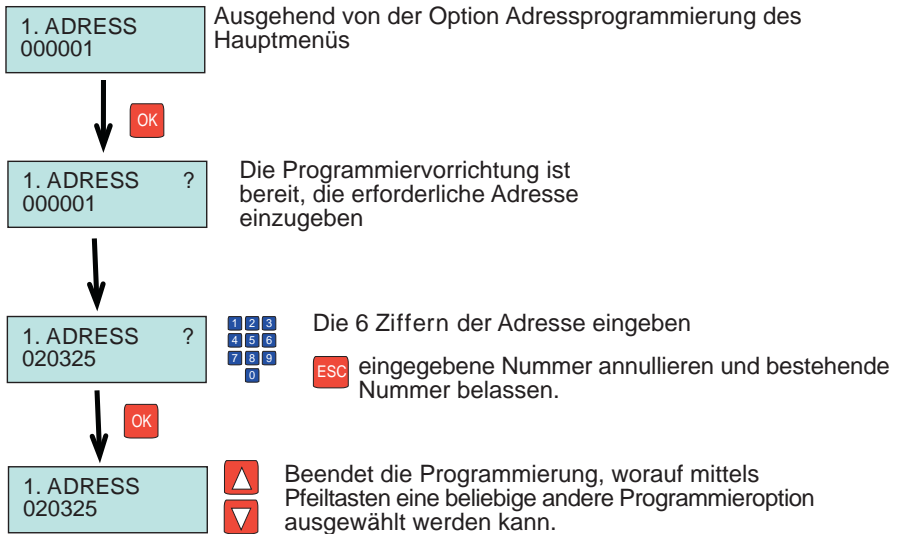 1. ADRESS
000001
Ausgehend von der Option Adressprogrammierung des
Hauptmenüs
OK
1. ADRESS ?
000001
Die Programmiervorrichtung ist
bereit, die erforderliche Adresse
einzugeben
1. ADRESS ?
020325
1 2 3
4 5 6
7 8 9
0
Die 6 Ziffern der Adresse eingeben
ESC
eingegebene Nummer annullieren und bestehende
Nummer belassen.
OK
1. ADRESS
020325
Beendet die Programmierung, worauf mittels
Pfeiltasten eine beliebige andere Programmieroption
ausgewählt werden kann.